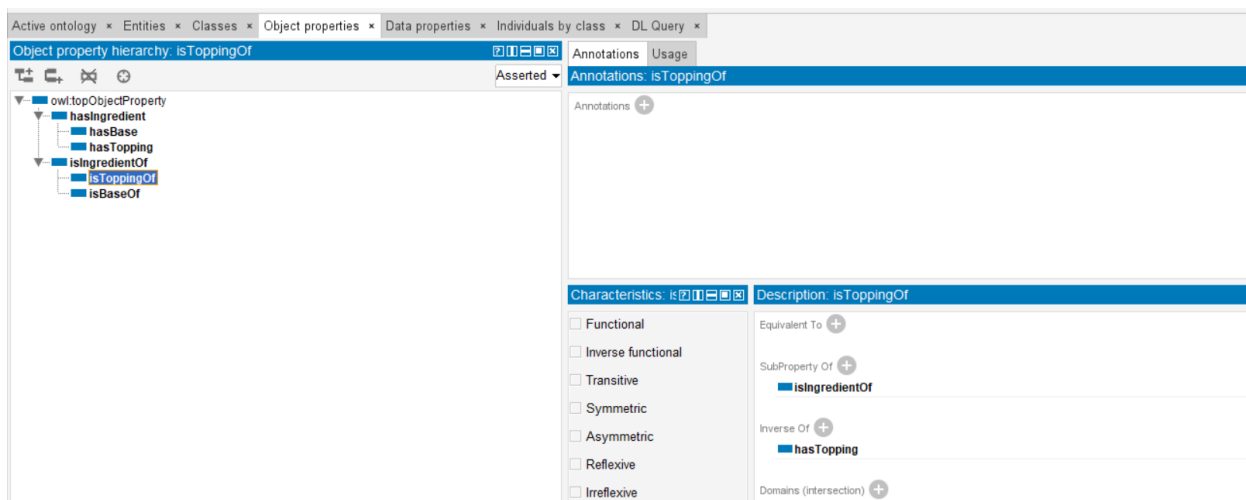 Active ontology × Entities × Classes × Object properties × Data properties × Individuals by class × DL Query ×
Object property hierarchy: isToppingOf
Asserted
owl:topObjectProperty
hasIngredient
hasBase
hasTopping
isIngredientOf
isToppingOf
isBaseOf
Annotations Usage
Annotations: isToppingOf
Annotations
Characteristics: is
Functional
Inverse functional
Transitive
Symmetric
Asymmetric
Reflexive
Irreflexive
Description: isToppingOf
Equivalent To
SubProperty Of
isIngredientOf
Inverse Of
hasTopping
Domains (intersection)